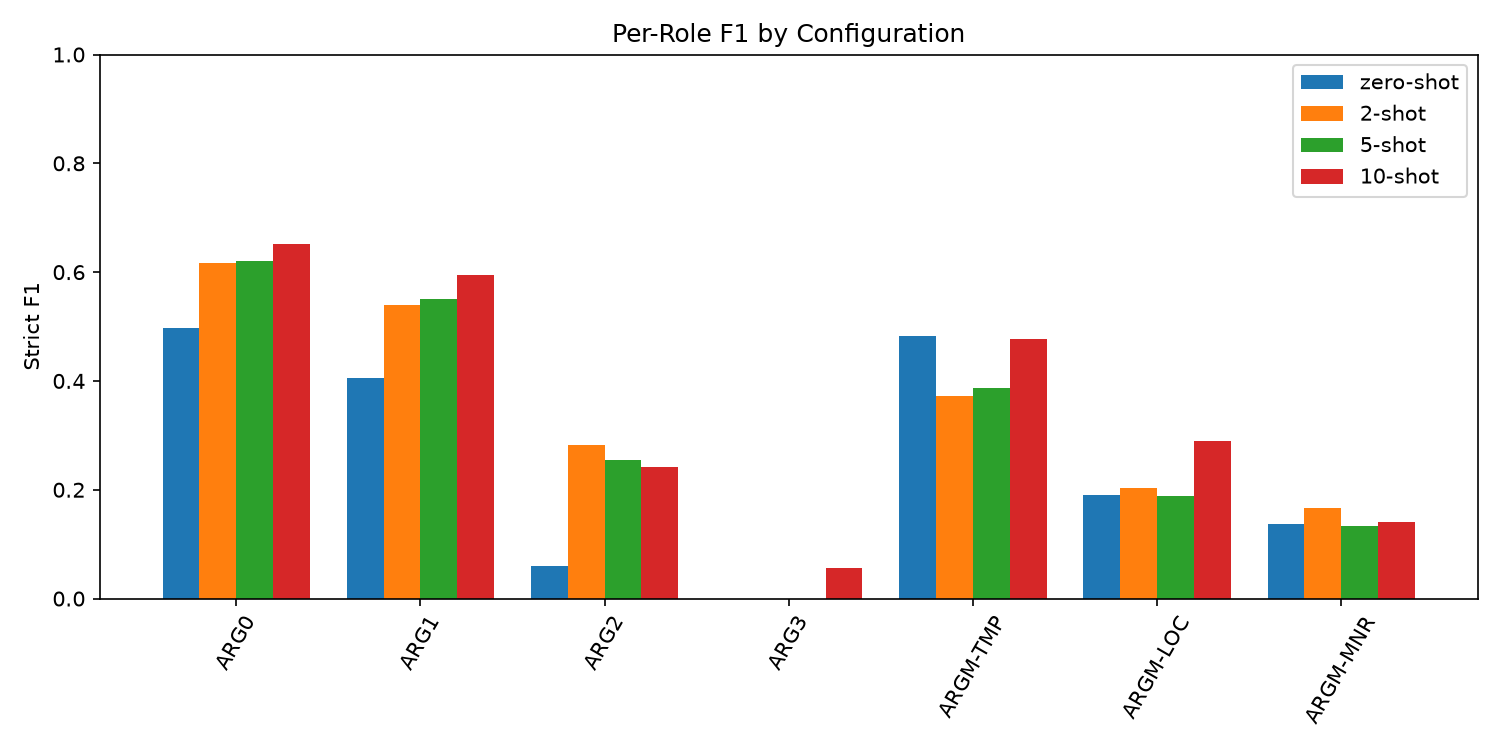 Per-Role F1 by Configuration
Strict F1
1.0
0.8
0.6
0.4
0.2
0.0
zero-shot
2-shot
5-shot
10-shot
ARG0
ARG1
ARG2
ARG3
ARGM-TMP
ARGM-LOC
ARGM-MNR